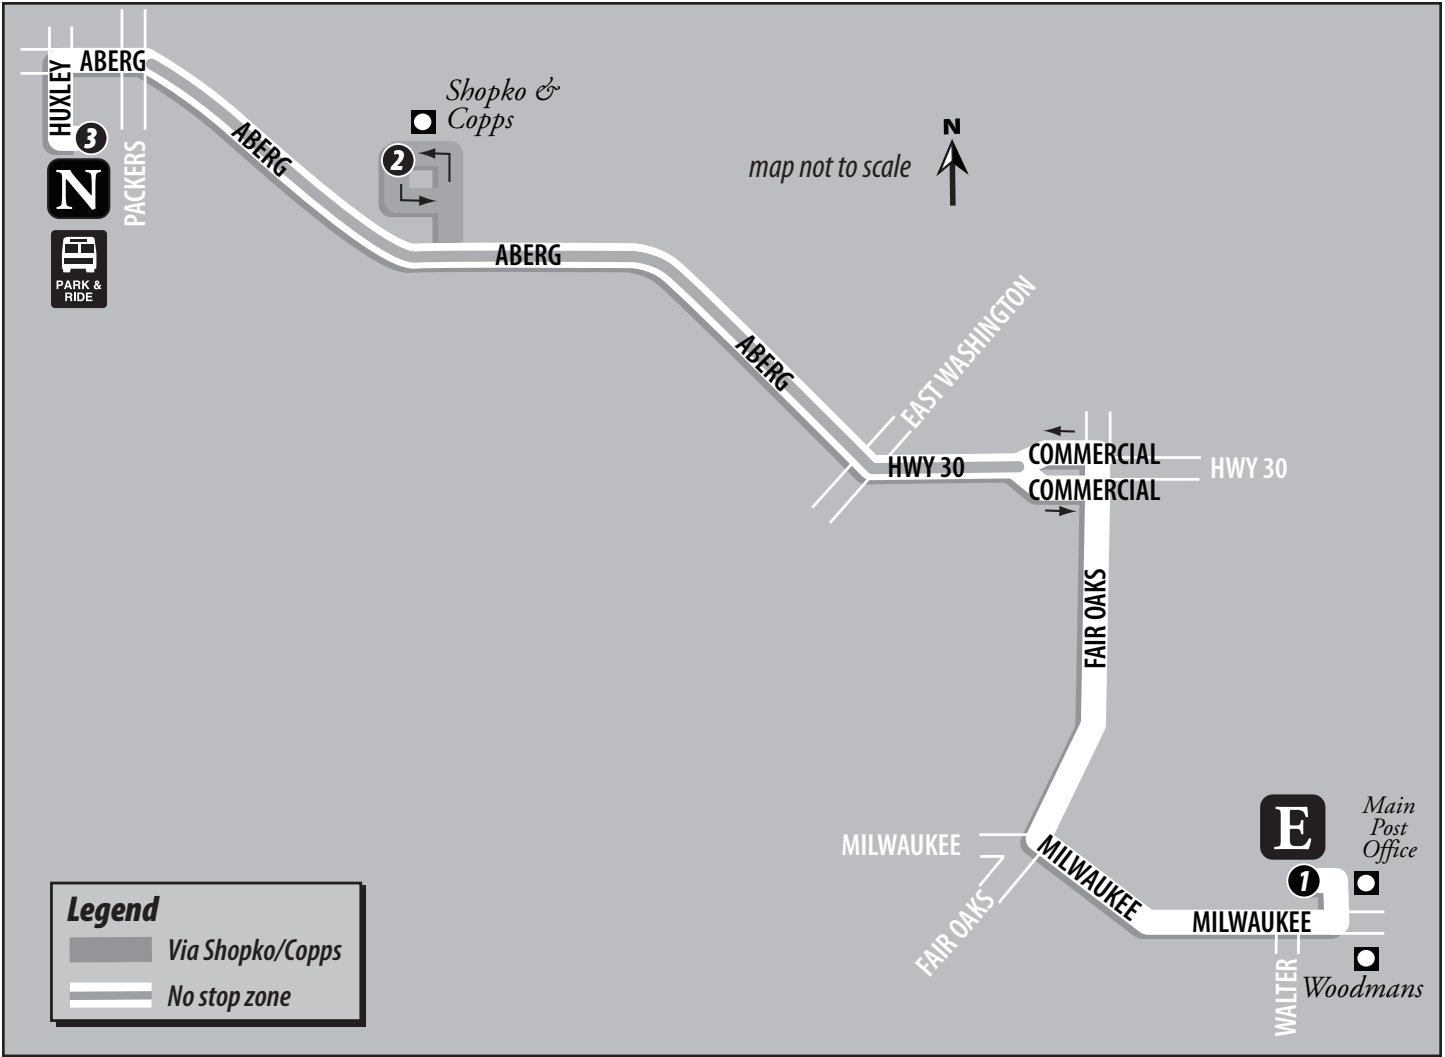 ABERG
HUXLEY
3
N
PARK &
RIDE
PACKERS
ABERG
Shopko &
Copps
2
N
map not to scale
ABERG
ABERG
EAST WASHINGTON
HWY 30
COMMERCIAL
COMMERCIAL
HWY 30
FAIR OAKS
MILWAUKEE
FAIR OAKS
MILWAUKEE
E
Main
Post
Office
1
MILWAUKEE
WALTER
Woodmans
Legend
Via Shopko/Copps
No stop zone